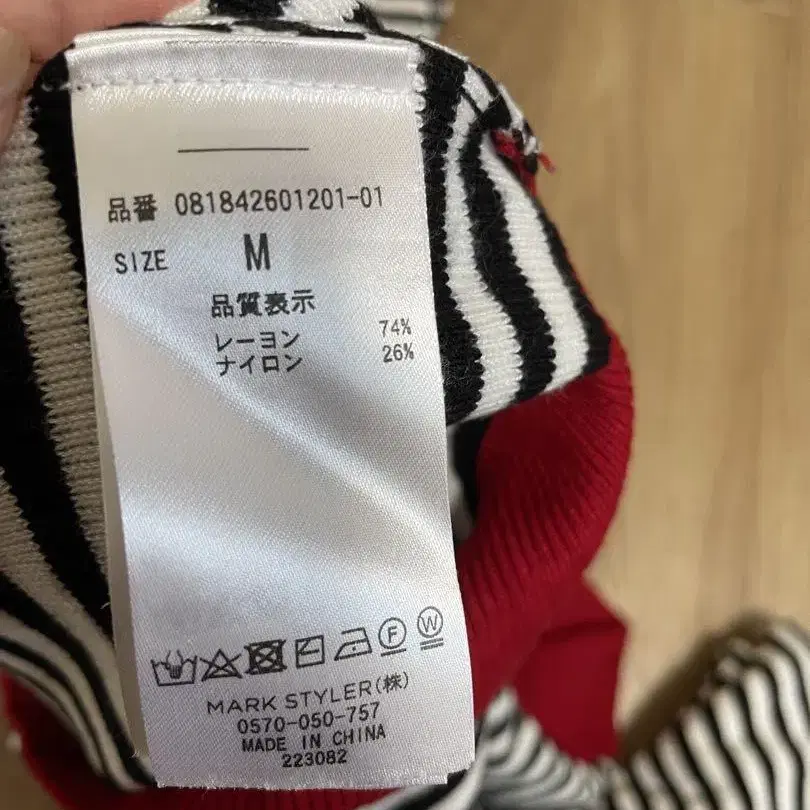 品番 081842601201-01
SIZE M
品質表示
レーヨン 74%
ナイロン 26%
F W
MARK STYLER(株)
0570-050-757
MADE IN CHINA
223082